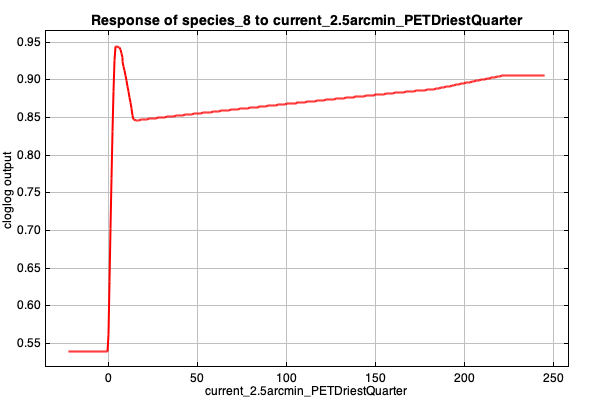 Response of species_8 to current_2.5arcmin_PETDriestQuarter
0.95
0.90
0.85
0.80
0.75
0.70
0.65
0.60
0.55
cloglog output
0 50 100 150 200 250
current_2.5arcmin_PETDriestQuarter